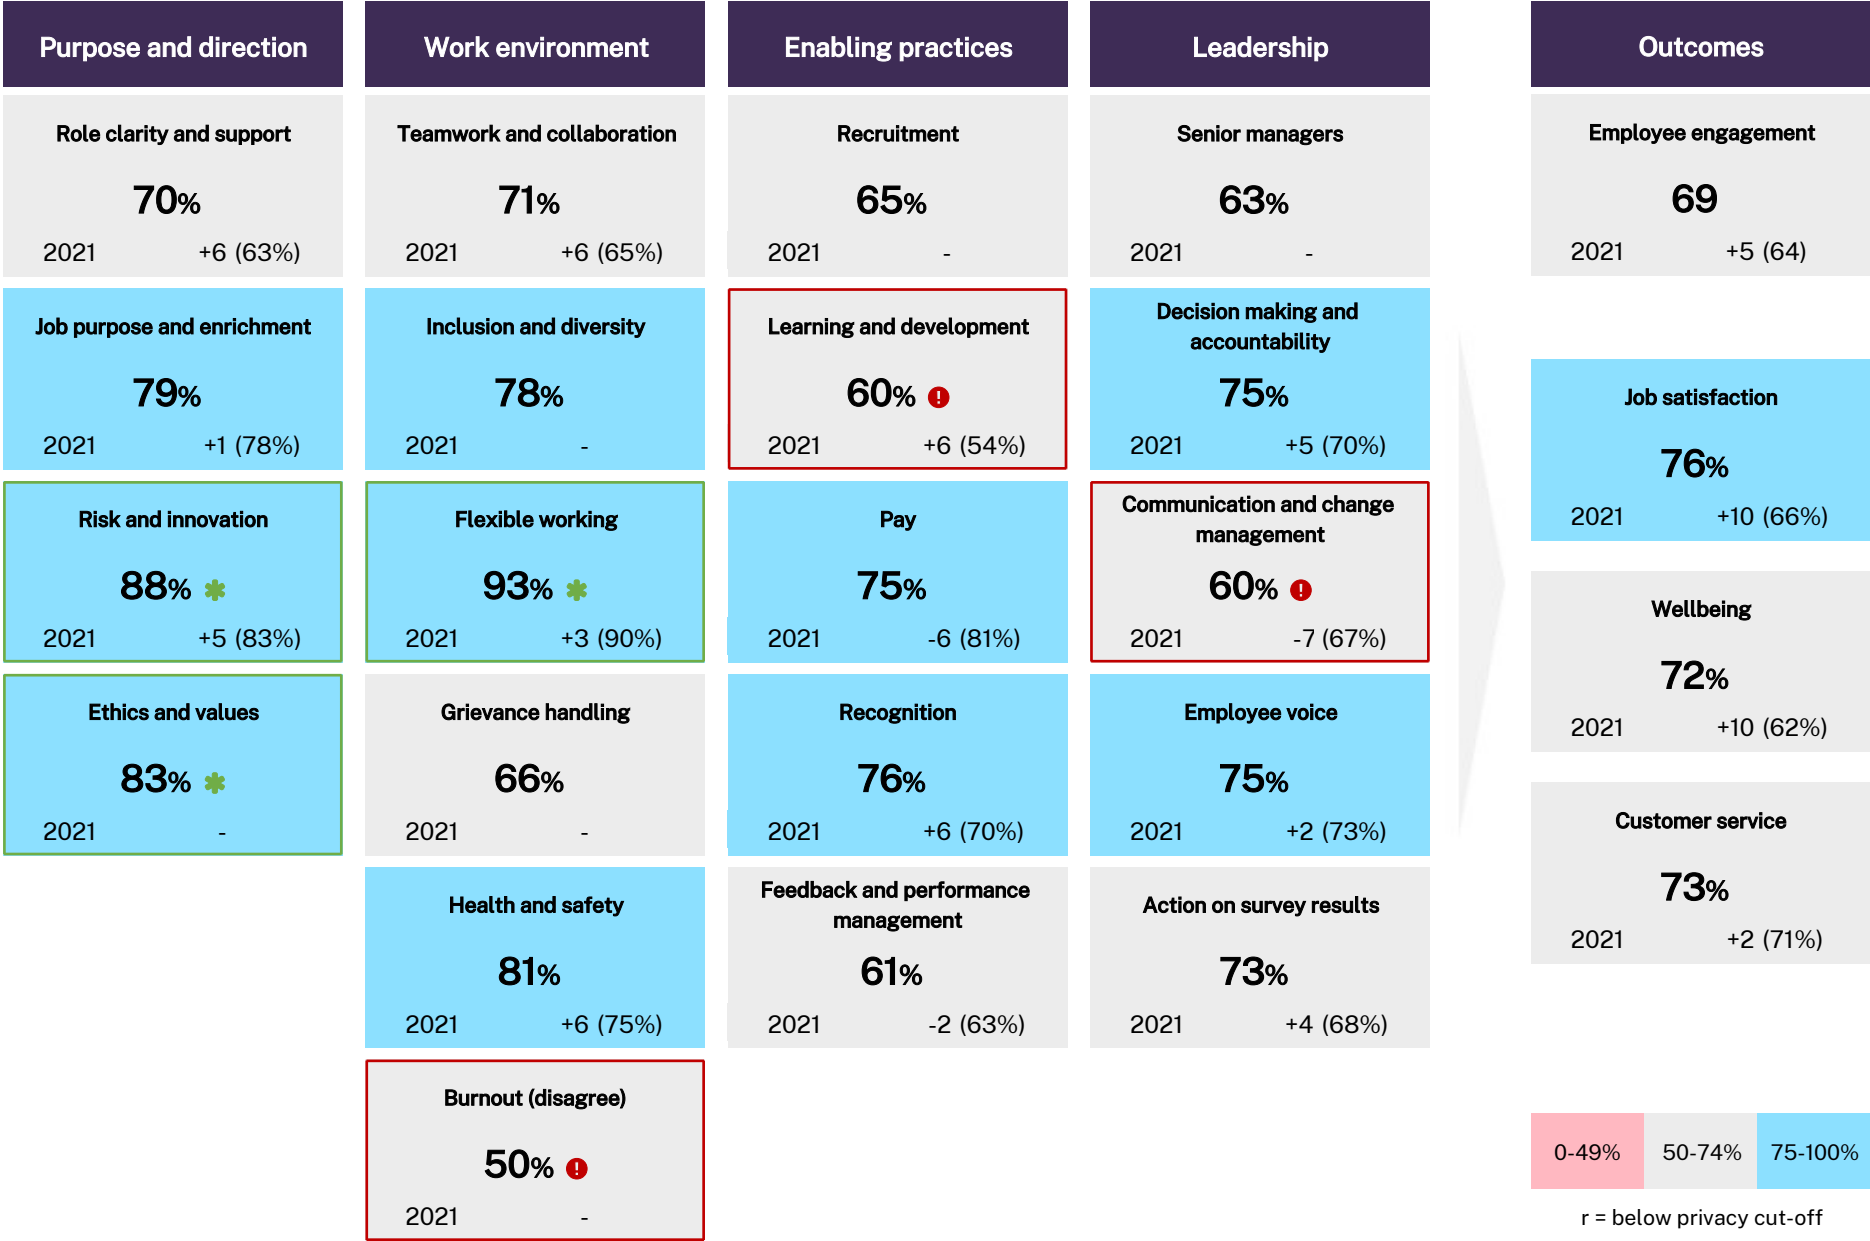 Purpose and direction
Role clarity and support
70%
2021 +6 (63%)
Job purpose and enrichment
79%
2021 +1 (78%)
Risk and innovation
88%
2021 +5 (83%)
Ethics and values
83%
2021 -
Work environment
Teamwork and collaboration
71%
2021 +6 (65%)
Inclusion and diversity
78%
2021 -
Flexible working
93%
2021 +3 (90%)
Grievance handling
66%
2021 -
Health and safety
81%
2021 +6 (75%)
Burnout (disagree)
50% !
2021 -
Enabling practices
Recruitment
65%
2021 -
Learning and development
60% !
2021 +6 (54%)
Pay
75%
2021 -6 (81%)
Recognition
76%
2021 +6 (70%)
Feedback and performance
management
61%
2021 -2 (63%)
Leadership
Senior managers
63%
2021 -
Decision making and
accountability
75%
2021 +5 (70%)
Communication and change
management
60% !
2021 -7 (67%)
Employee voice
75%
2021 +2 (73%)
Action on survey results
73%
2021 +4 (68%)
Outcomes
Employee engagement
69
2021 +5 (64)
Job satisfaction
76%
2021 +10 (66%)
Wellbeing
72%
2021 +10 (62%)
Customer service
73%
2021 +2 (71%)
0-49% 50-74% 75-100%
r = below privacy cut-off